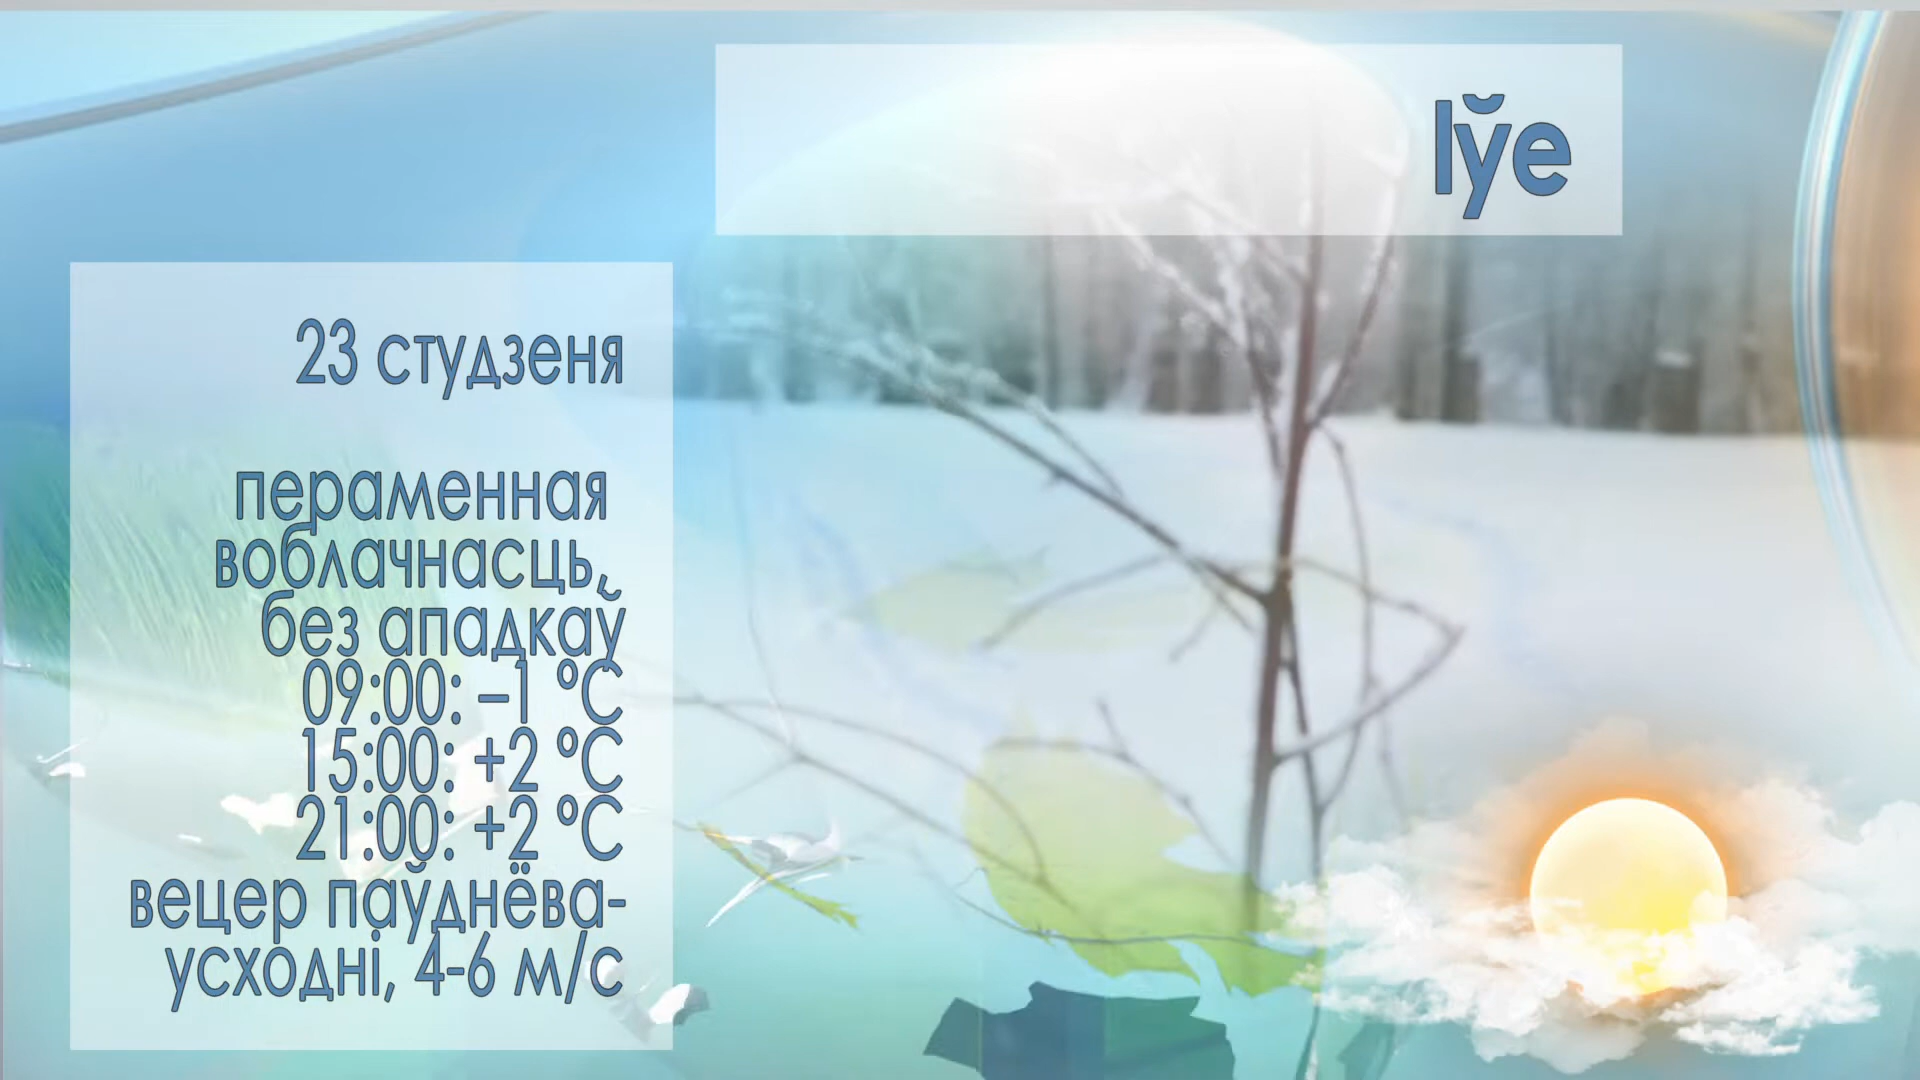 Іўе
23 студзеня
пераменная
воблачнасць,
без ападкаў
09:00: –1 °C
15:00: +2 °C
21:00: +2 °C
вецер паўднёва-
усходні, 4-6 м/с